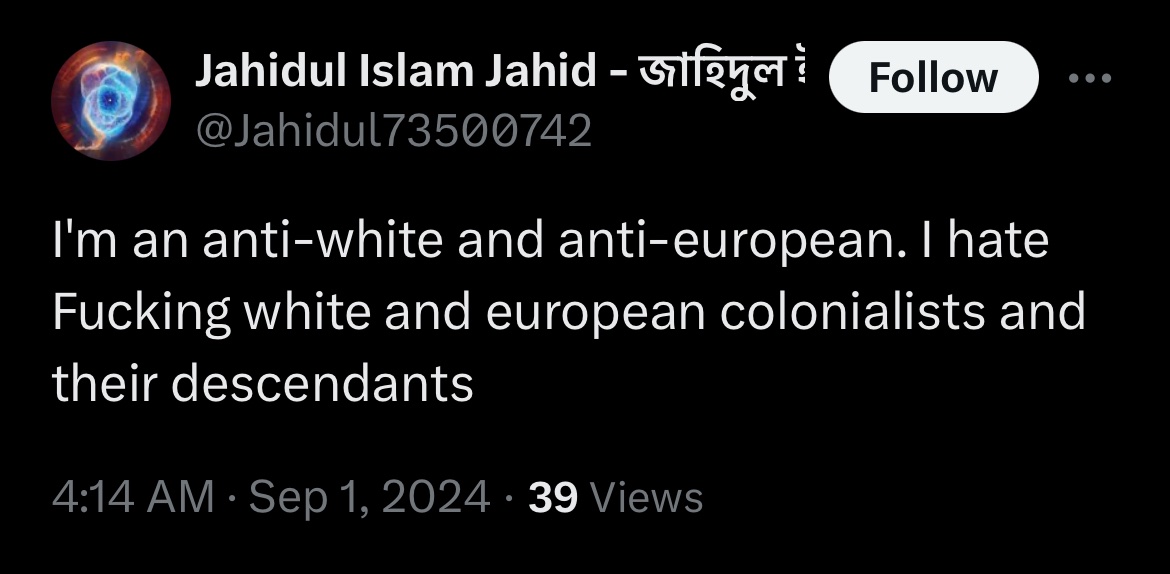 Jahidul Islam Jahid - জাহিদুল
Follow
@Jahidul73500742
I'm an anti-white and anti-european. I hate
Fucking white and european colonialists and
their descendants
4:14 AM · Sep 1, 2024 · 39 Views